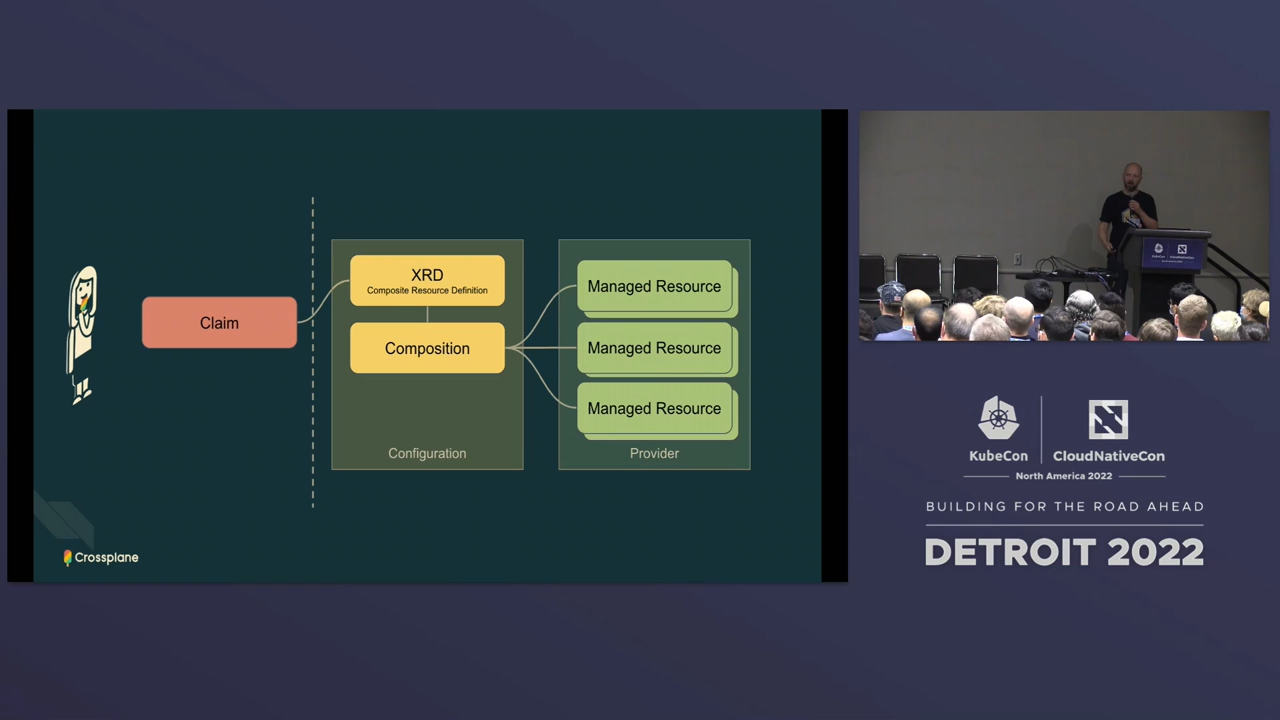 Claim
XRD
Composite Resource Definition
Composition
Configuration
Managed Resource
Managed Resource
Managed Resource
Provider
Crossplane
KubeCon
CloudNativeCon
North America 2022
BUILDING FOR THE ROAD AHEAD
DETROIT 2022